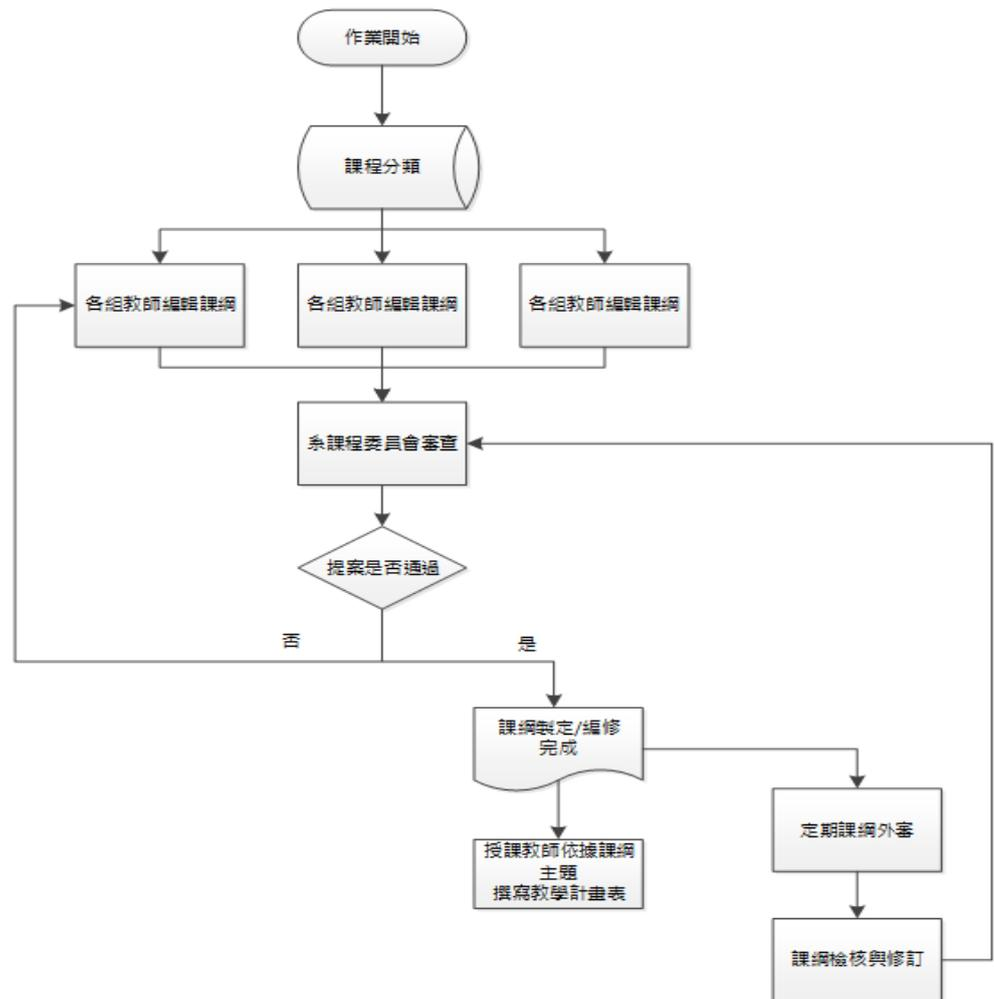 作業開始
課程分類
各組教師編輯課綱
各組教師編輯課綱
各組教師編輯課綱
系課程委員會審查
提案是否通過
否
是
課綱製定/編修
完成
定期課綱外審
授課教師依據課綱
主題
撰寫教學計畫表
課綱檢核與修訂